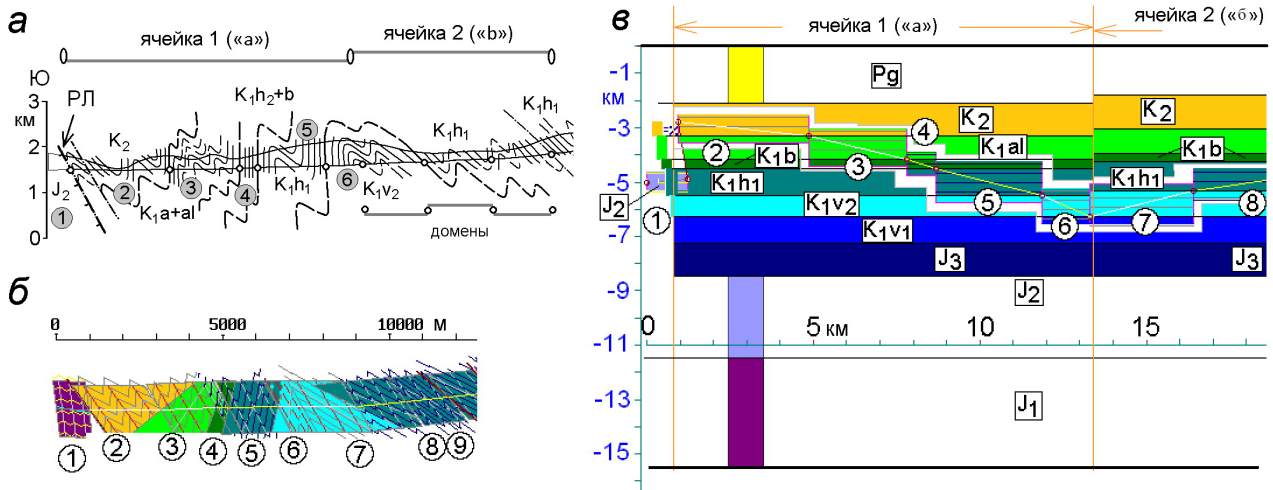 а
ячейка 1 («а»)
ячейка 2 («b»)
Ю
3
км
2
1
0
РЛ
K₂
K₁h₂+b
K₁h₁
J₂
K₁a+al
K₁h₁
K₁v₂
1
2
3
4
5
6
домены
б
0
5000
10000 М
1
2
3
4
5
6
7
8
9
в
ячейка 1 («а»)
ячейка 2 («б»)
-1
км
-3
-5
-7
-9
-11
-13
-15
Pg
K₂
K₂
K₁al
K₁b
K₁b
K₁h₁
K₁h₁
J₂
K₁v₂
K₁v₁
J₃
J₃
J₂
1
2
3
4
5
6
7
8
0
5 км
10
15
J₁